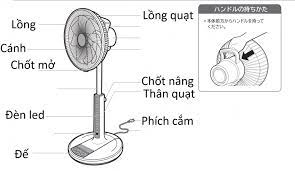 Lồng
Lồng quạt
ハンドルの持ちかた
Cánh
Chốt mở
Chốt nâng
Thân quạt
Đèn led
Phích cắm
Đế